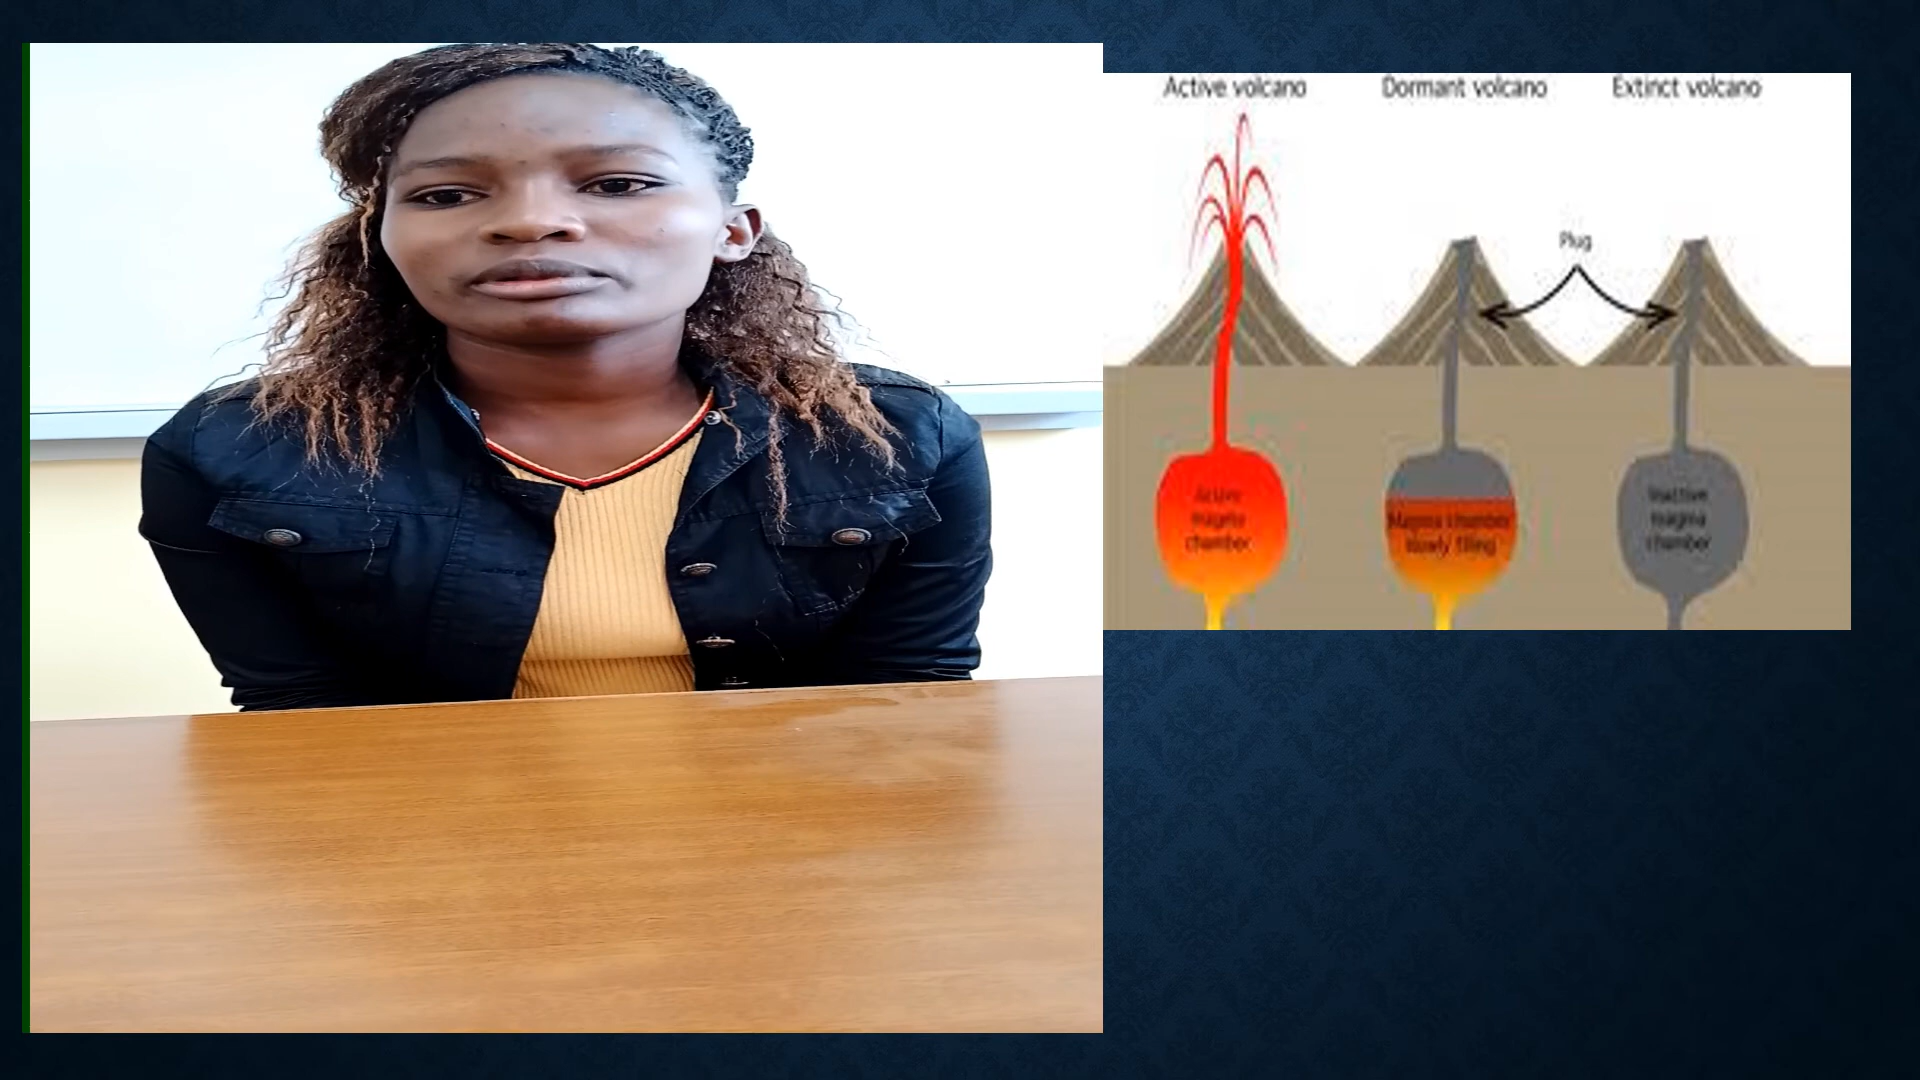 Active volcano
Dormant volcano
Extinct volcano
Plug
Active
magma
chamber
Magma chamber
slowly filling
Inactive
magma
chamber